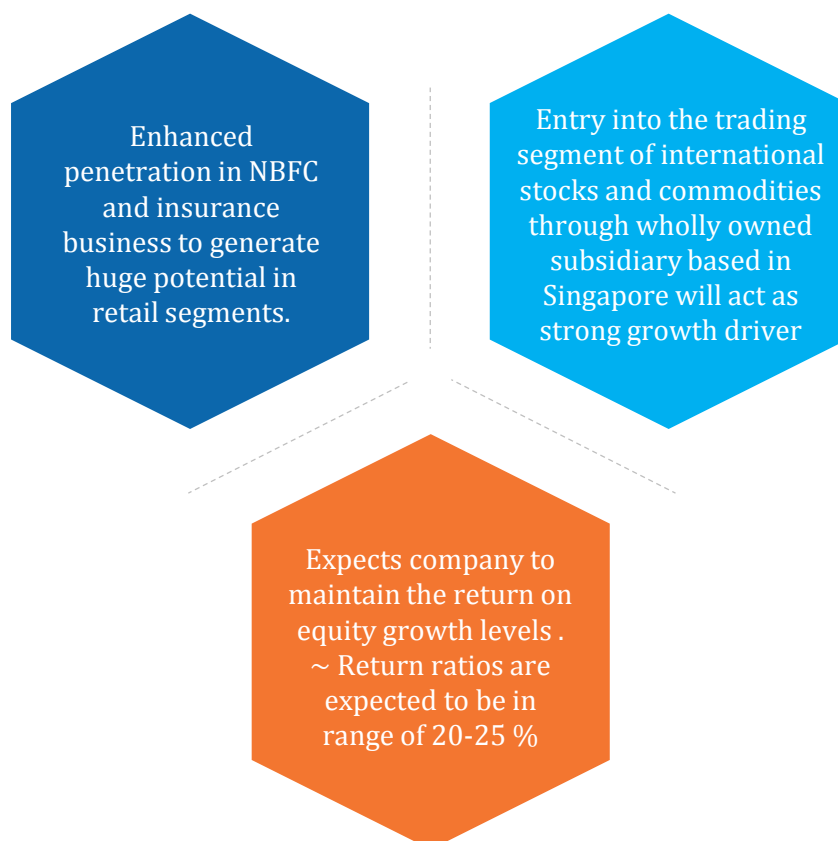 Enhanced
penetration in NBFC
and insurance
business to generate
huge potential in
retail segments.
Entry into the trading
segment of international
stocks and commodities
through wholly owned
subsidiary based in
Singapore will act as
strong growth driver
Expects company to
maintain the return on
equity growth levels .
~ Return ratios are
expected to be in
range of 20-25 %